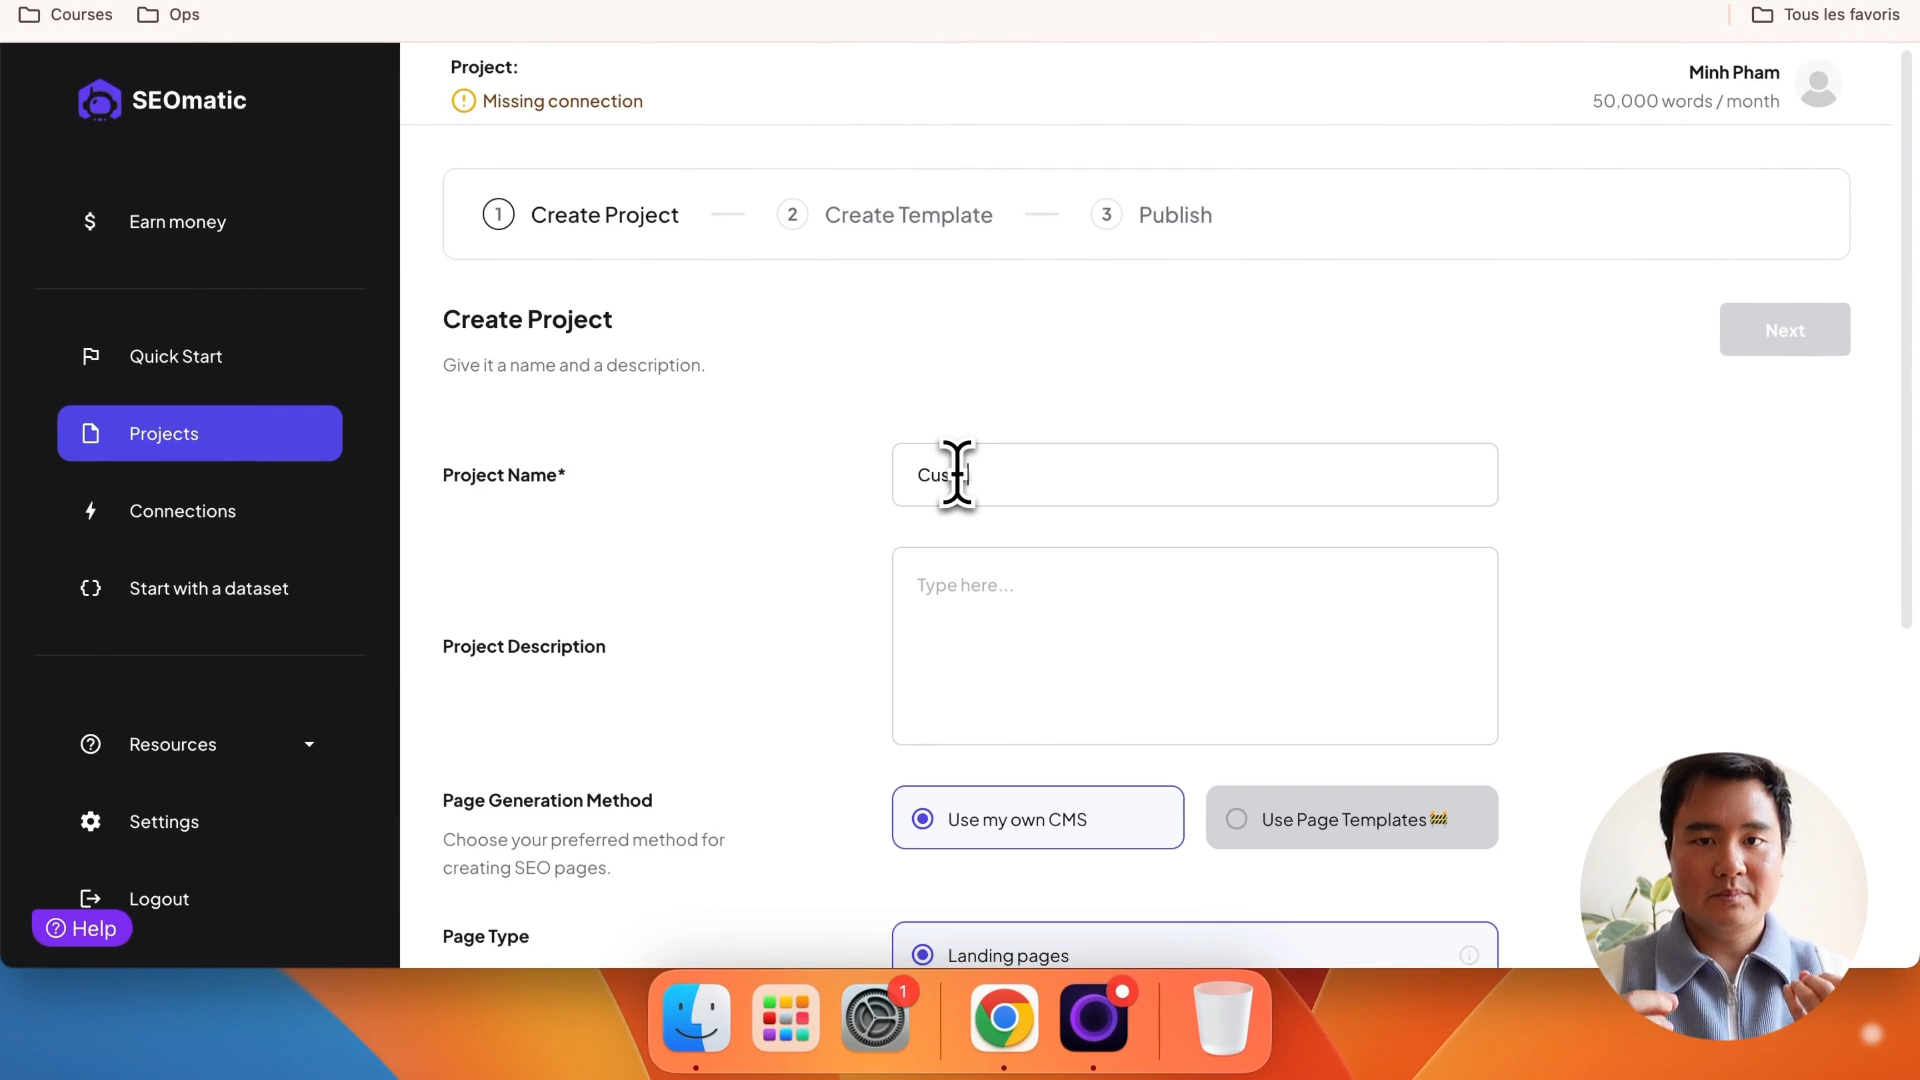 Courses
Ops
Tous les favoris
SEOmatic
Earn money
Quick Start
Projects
Connections
Start with a dataset
Resources
Settings
Logout
Help
Project:
Missing connection
Minh Pham
50,000 words / month
1 Create Project
2 Create Template
3 Publish
Create Project
Give it a name and a description.
Next
Project Name*
Project Description
Type here...
Page Generation Method
Choose your preferred method for
creating SEO pages.
Use my own CMS
Use Page Templates🚧
Page Type
Landing pages
1